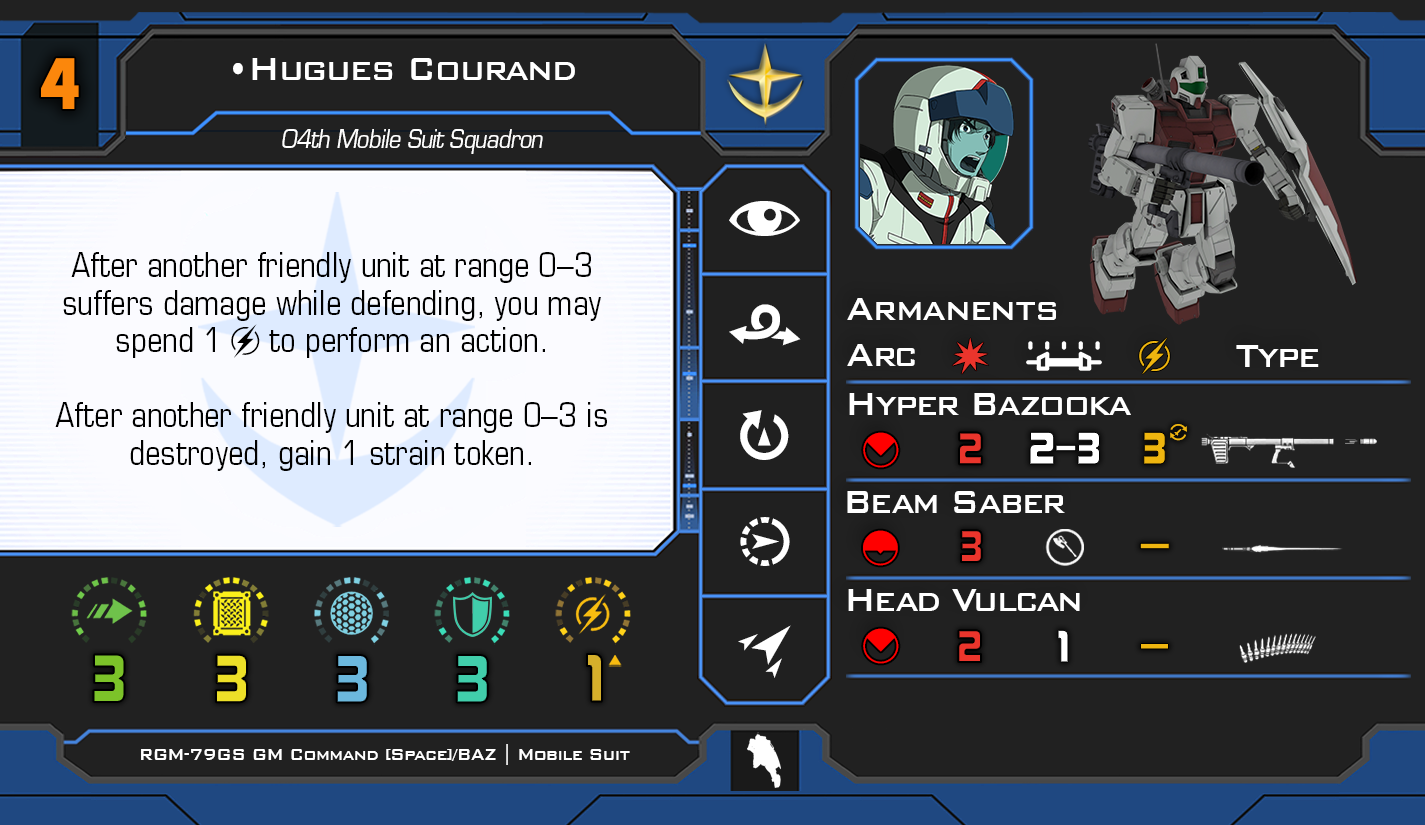 4
•Hugues Courand
04th Mobile Suit Squadron
After another friendly unit at range 0–3
suffers damage while defending, you may
spend 1 to perform an action.
After another friendly unit at range 0–3 is
destroyed, gain 1 strain token.
3 3 3 3 1
RGM-79GS GM Command [Space]/BAZ | Mobile Suit
Armanents
Arc Type
Hyper Bazooka
2 2–3 3
Beam Saber
3 –
Head Vulcan
2 1 –